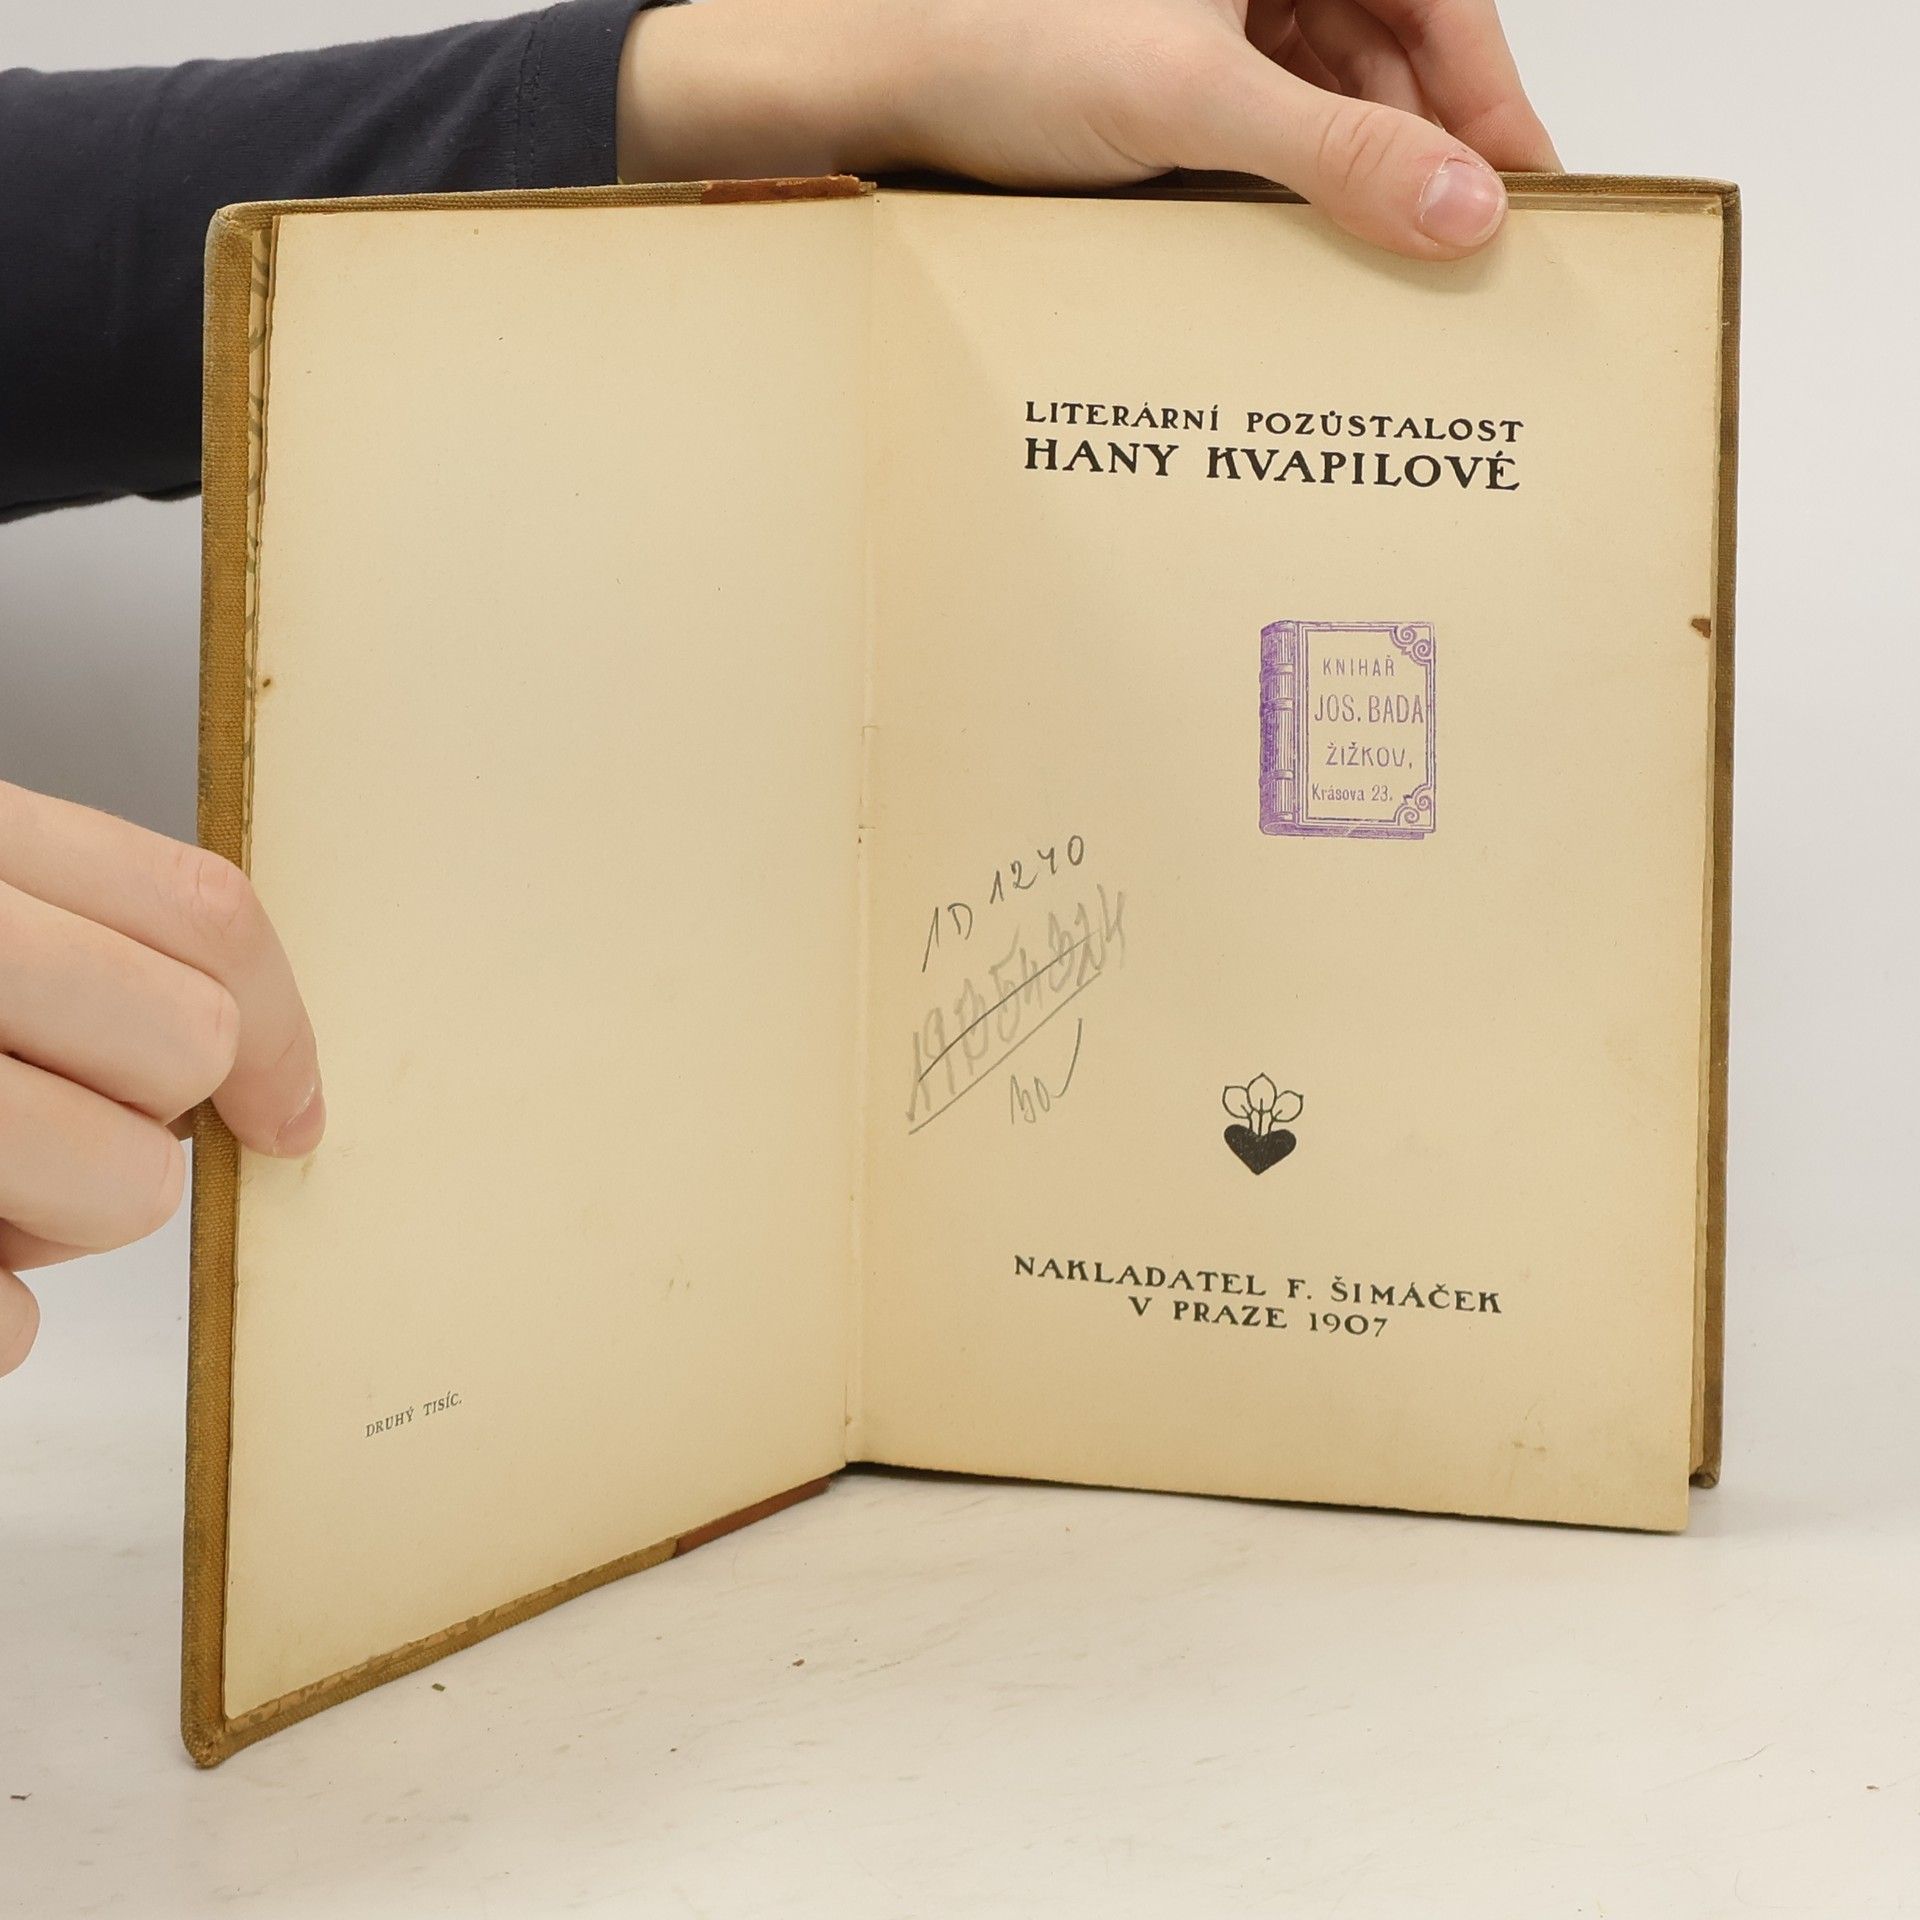 DRUHÝ TISÍC.
LITERÁRNÍ POZŮSTALOST
HANY KVAPILOVÉ
KNIHAŘ
JOS. BADA
ŽIŽKOV,
Krásova 23.
1D 1240
NAKLADATEL F. ŠIMÁČEK
V PRAZE 1907